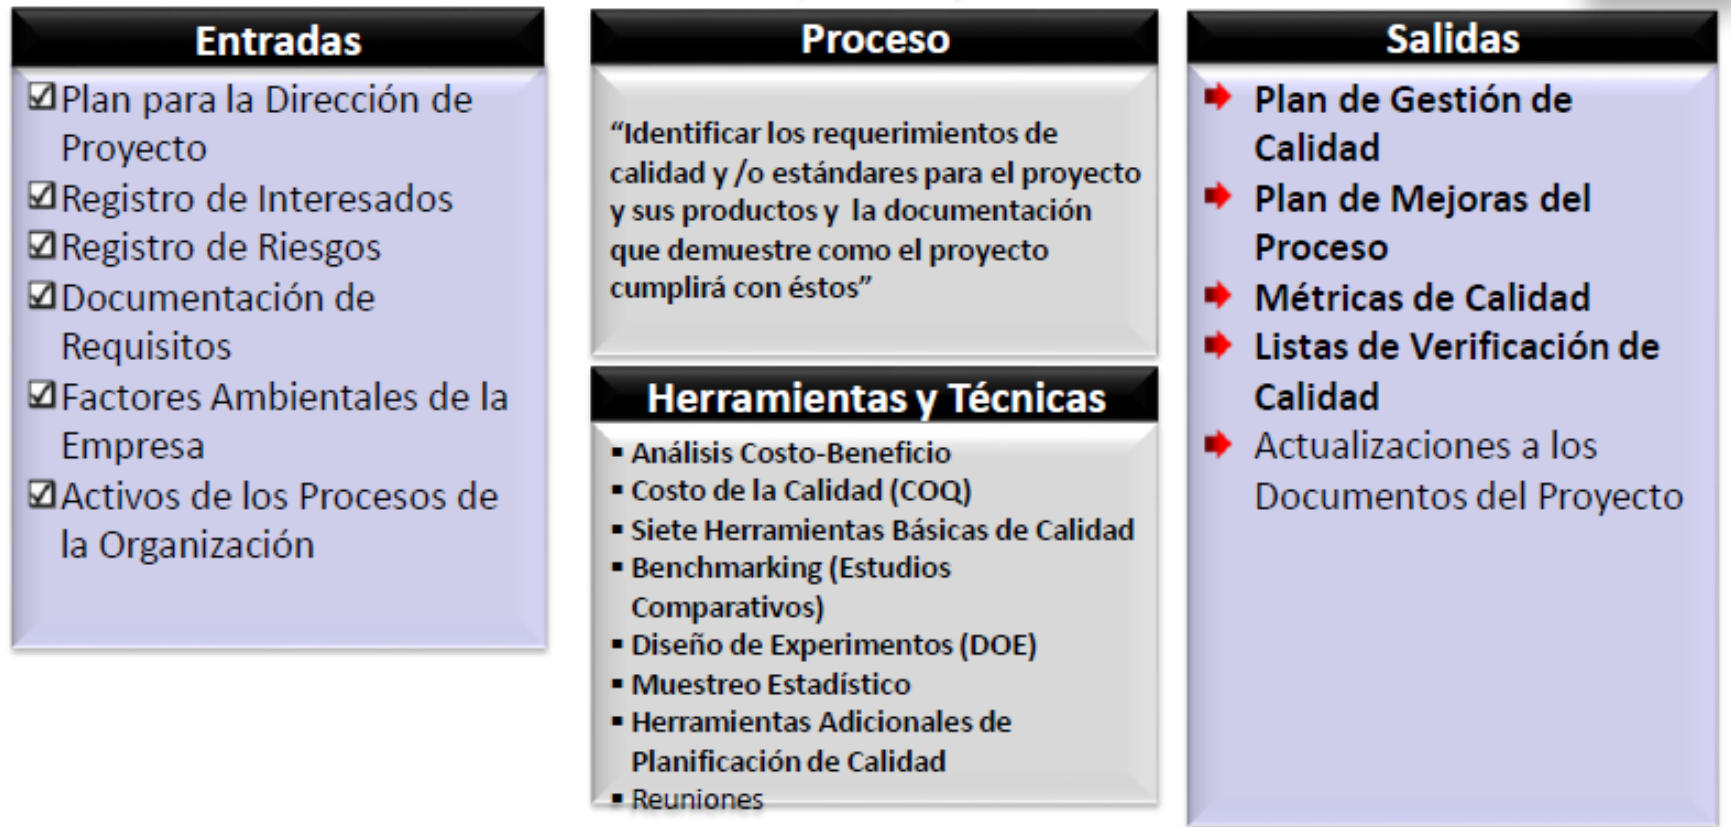 Entradas
Plan para la Dirección de
Proyecto
Registro de Interesados
Registro de Riesgos
Documentación de
Requisitos
Factores Ambientales de la
Empresa
Activos de los Procesos de
la Organización
Proceso
“Identificar los requerimientos de
calidad y /o estándares para el proyecto
y sus productos y la documentación
que demuestre como el proyecto
cumplirá con éstos”
Herramientas y Técnicas
Análisis Costo-Beneficio
Costo de la Calidad (COQ)
Siete Herramientas Básicas de Calidad
Benchmarking (Estudios
Comparativos)
Diseño de Experimentos (DOE)
Muestreo Estadístico
Herramientas Adicionales de
Planificación de Calidad
Reuniones
Salidas
Plan de Gestión de
Calidad
Plan de Mejoras del
Proceso
Métricas de Calidad
Listas de Verificación de
Calidad
Actualizaciones a los
Documentos del Proyecto